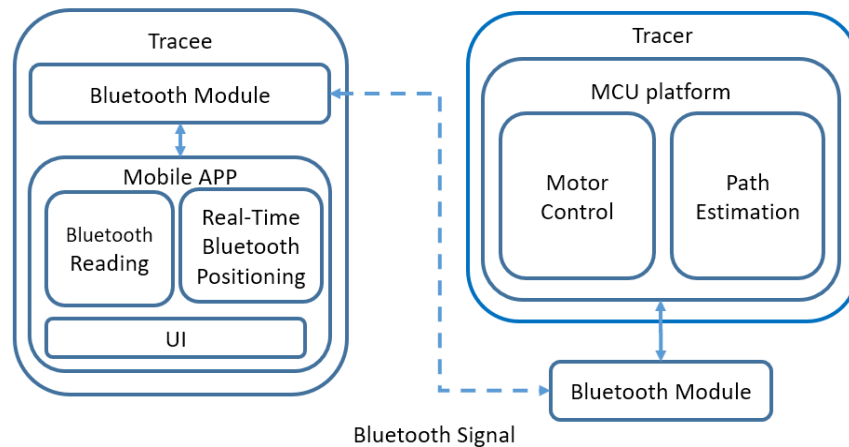 Tracee
Bluetooth Module
Mobile APP
Bluetooth
Reading
Real-Time
Bluetooth
Positioning
UI
Tracer
MCU platform
Motor
Control
Path
Estimation
Bluetooth Module
Bluetooth Signal